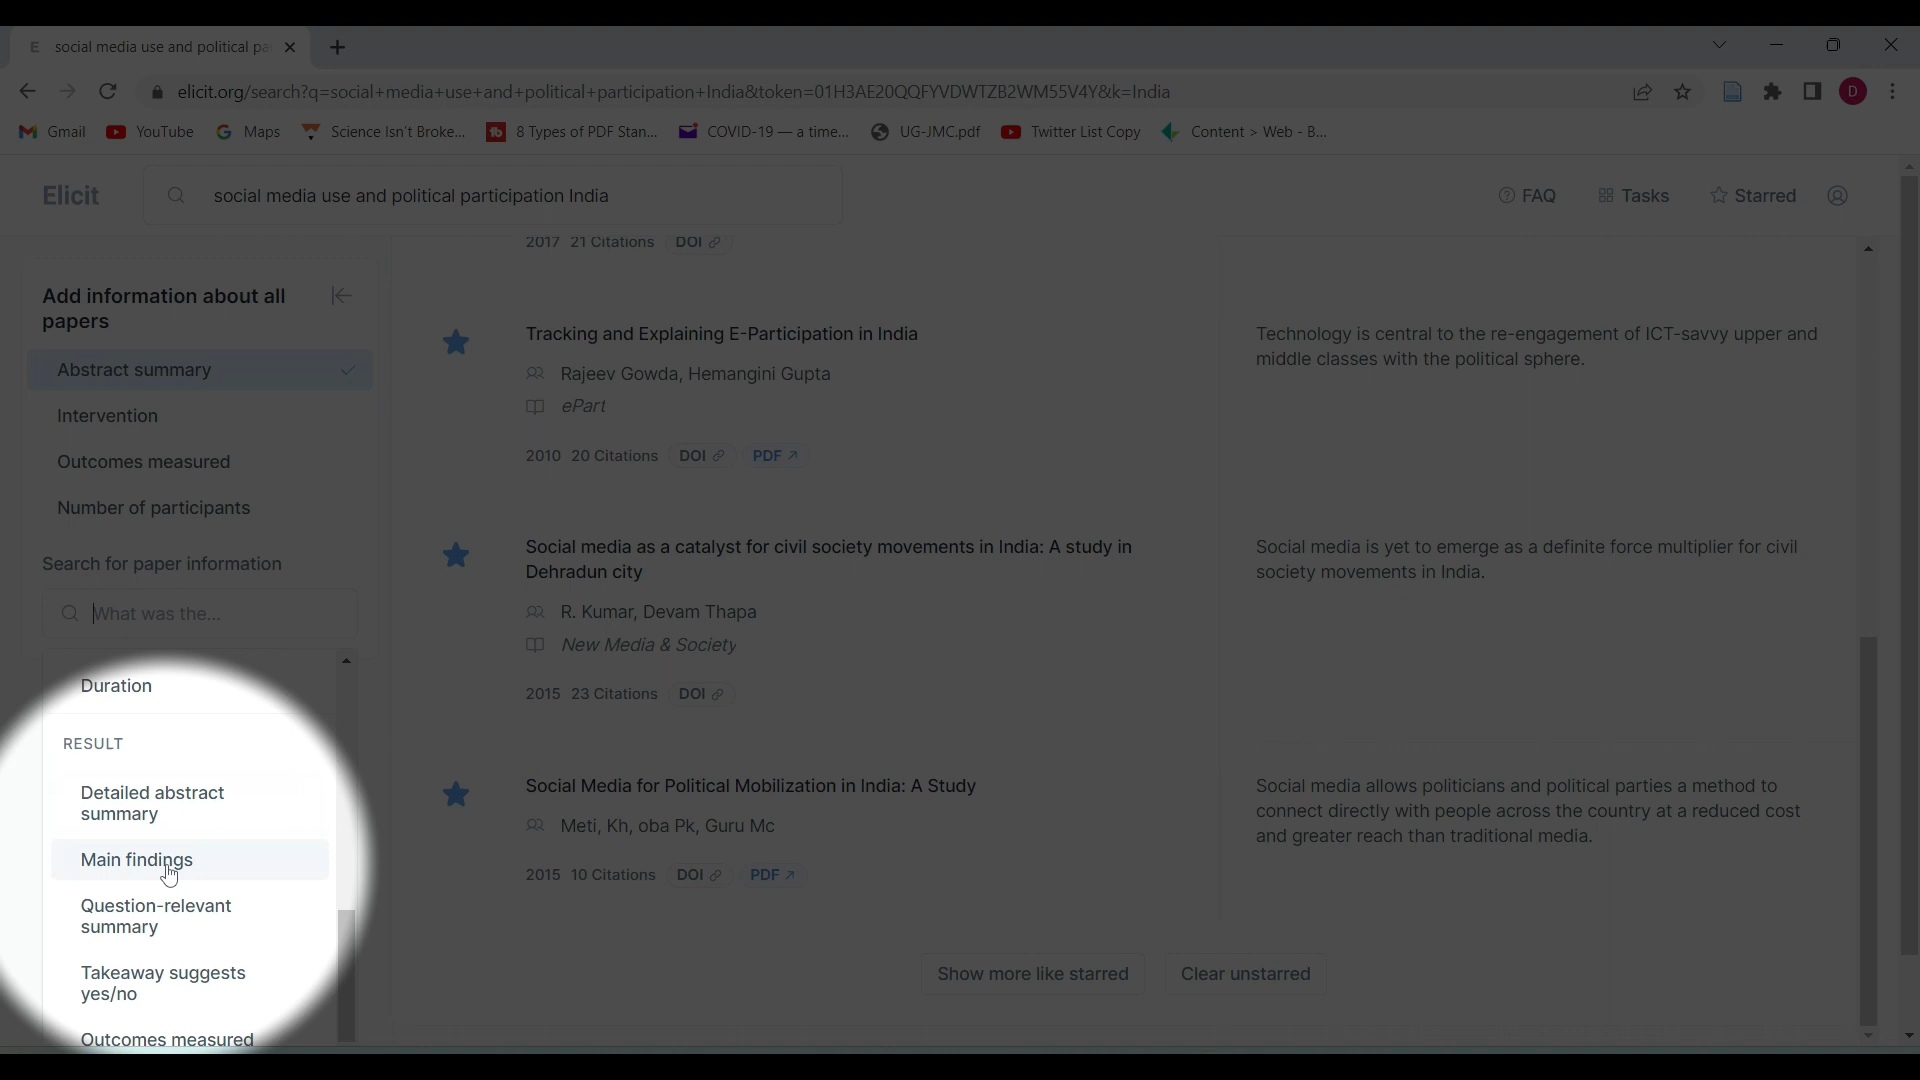 E social media use and political pa
elicit.org/search?q=social+media+use+and+political+participation+India&token=01H3AE20QQFYVDWTZB2WM55V4Y&k=India
D
Gmail YouTube Maps Science Isn't Broke... 8 Types of PDF Stan... COVID-19 — a time... UG-JMC.pdf Twitter List Copy Content > Web - B...
Elicit social media use and political participation India FAQ Tasks Starred
Add information about all
papers
Abstract summary
Intervention
Outcomes measured
Number of participants
Search for paper information
What was the...
Duration
RESULT
Detailed abstract
summary
Main findings
Question-relevant
summary
Takeaway suggests
yes/no
Outcomes measured
2017 21 Citations DOI
Tracking and Explaining E-Participation in India
Rajeev Gowda, Hemangini Gupta
ePart
2010 20 Citations DOI PDF
Technology is central to the re-engagement of ICT-savvy upper and
middle classes with the political sphere.
Social media as a catalyst for civil society movements in India: A study in
Dehradun city
R. Kumar, Devam Thapa
New Media & Society
2015 23 Citations DOI
Social media is yet to emerge as a definite force multiplier for civil
society movements in India.
Social Media for Political Mobilization in India: A Study
Meti, Kh, oba Pk, Guru Mc
2015 10 Citations DOI PDF
Social media allows politicians and political parties a method to
connect directly with people across the country at a reduced cost
and greater reach than traditional media.
Show more like starred Clear unstarred